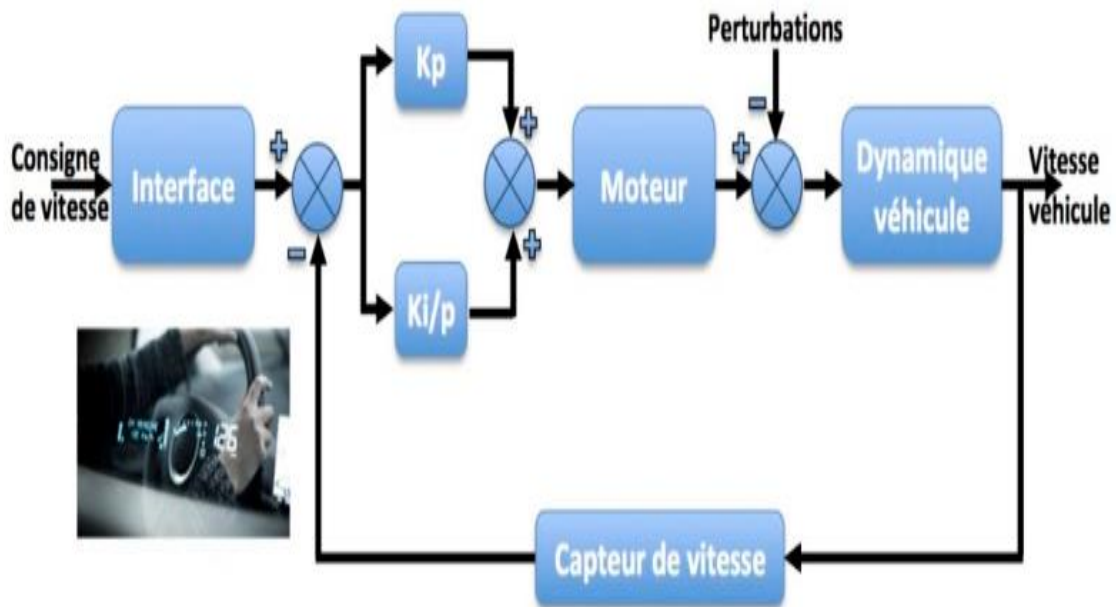 Perturbations
Kp
+
−
+
+
+
Consigne
de vitesse
Interface
Moteur
Dynamique
véhicule
Vitesse
véhicule
−
+
Ki/p
Capteur de vitesse